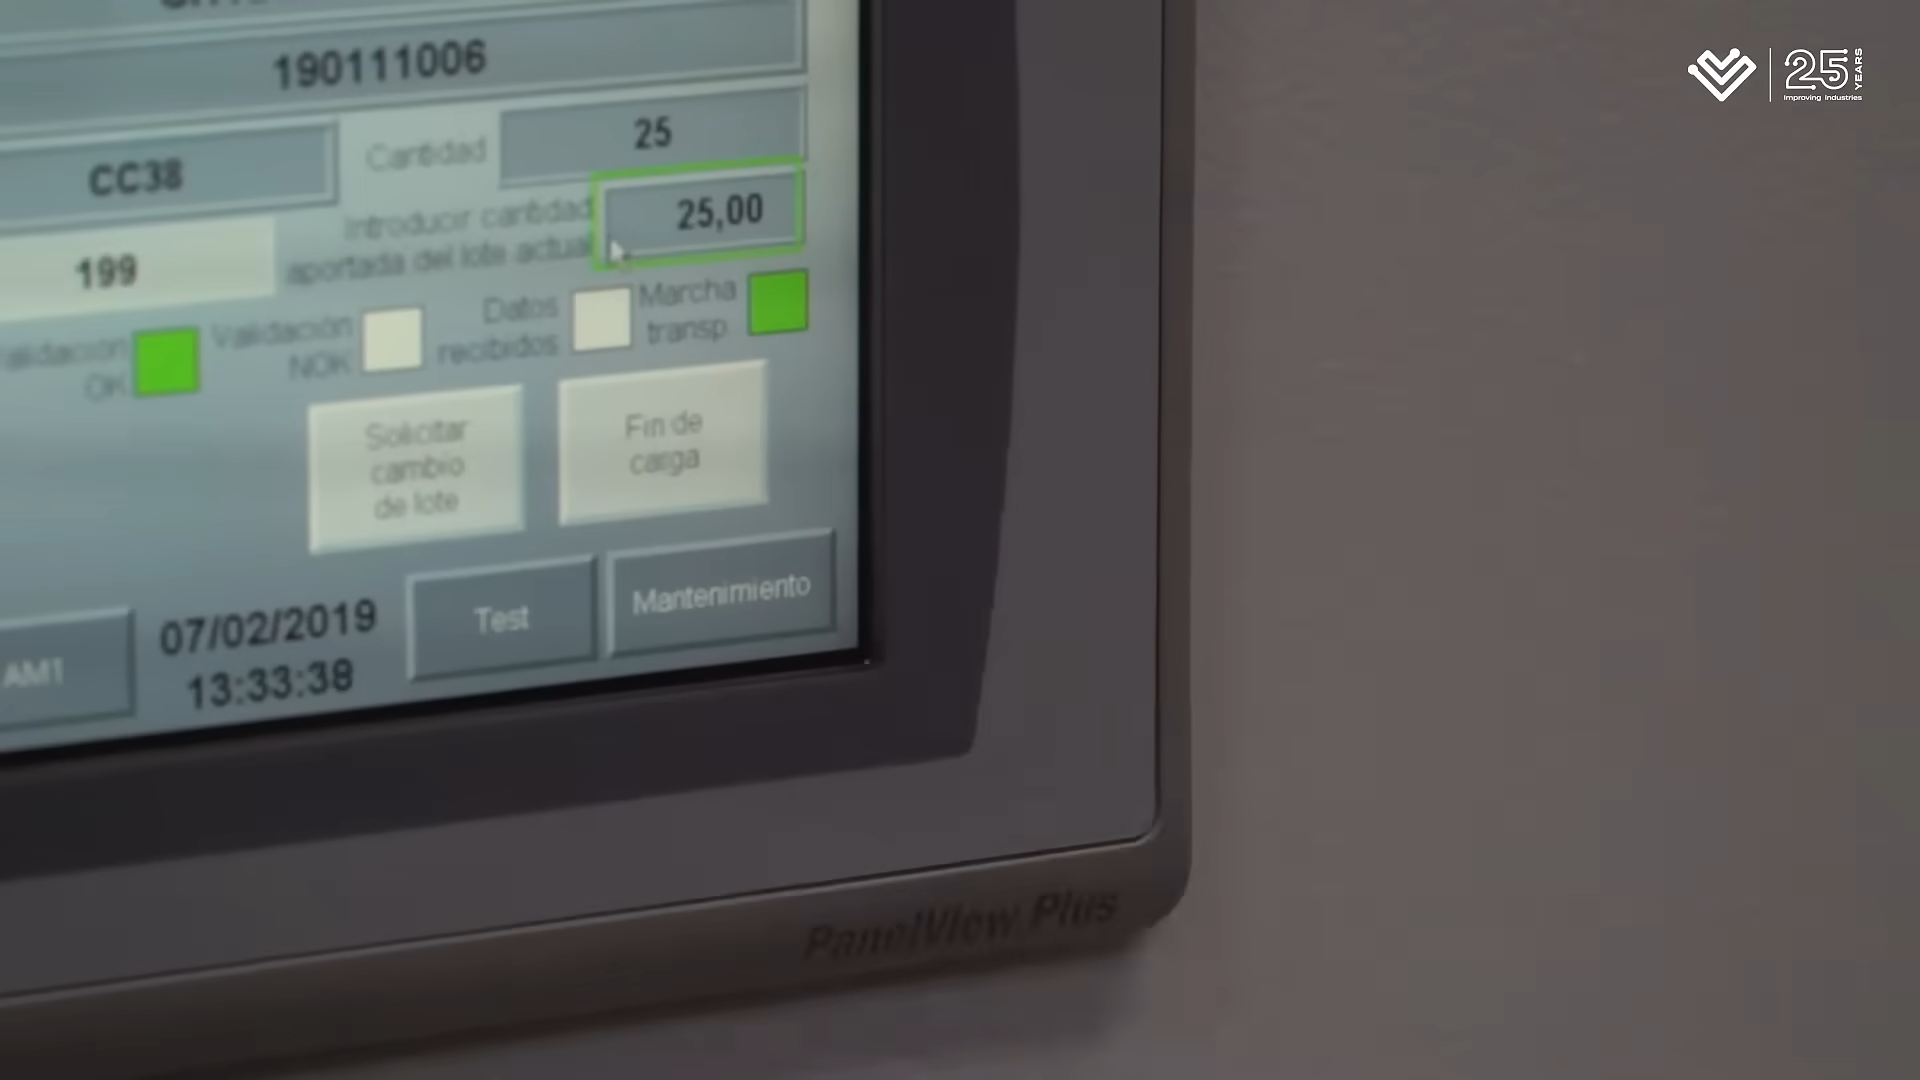 190111006
CC38
Cantidad
25
Introducir cantidad
aportada del lote actual
25,00
199
Validación
OK
Validación
NOK
Datos
recibidos
Marcha
transp.
Solicitar
cambio
de lote
Fin de
carga
AM1
07/02/2019
13:33:38
Test
Mantenimiento
PanelView Plus
25
YEARS
Improving Industries